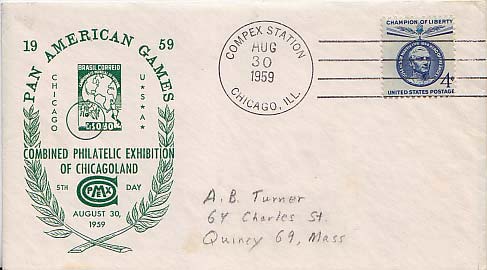 19 59
PAN AMERICAN GAMES
CHICAGO
U·S·A·
BRASIL CORREIO
COMBINED PHILATELIC EXHIBITION
OF CHICAGOLAND
5TH DAY
COMPEX
AUGUST 30,
1959
COMPEX STATION
AUG
30
1959
CHICAGO, ILL.
CHAMPION OF LIBERTY
4¢
UNITED STATES POSTAGE
A.B. Turner
64 Charles St.
Quincy 69, Mass